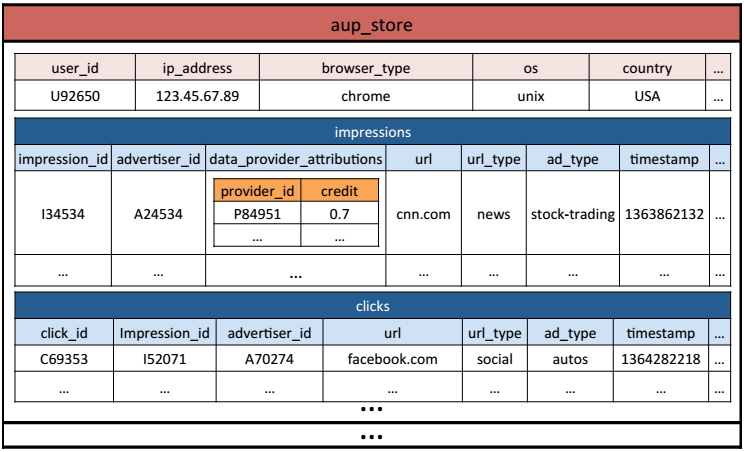 aup_store
user_id ip_address browser_type os country ...
U92650 123.45.67.89 chrome unix USA ...
impressions
impression_id advertiser_id data_provider_attributions url url_type ad_type timestamp ...
provider_id credit
I34534 A24534 P84951 0.7 cnn.com news stock-trading 1363862132 ...
... ...
... ... ... ... ... ... ... ...
clicks
click_id Impression_id advertiser_id url url_type ad_type timestamp ...
C69353 I52071 A70274 facebook.com social autos 1364282218 ...
... ... ... ... ... ... ... ...
...
...